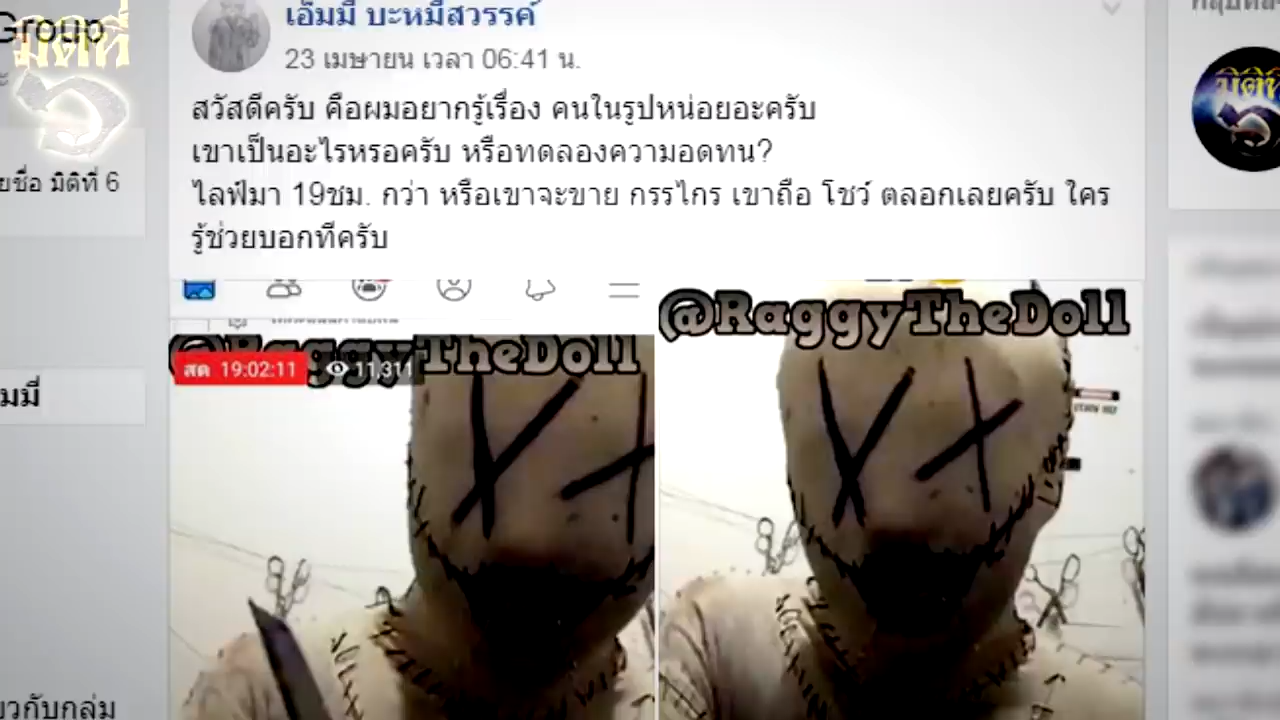 Group
มิติที่
๖
เอ็มมี่ บะหมี่สวรรค์
23 เมษายน เวลา 06:41 น.
สวัสดีครับ คือผมอยากรู้เรื่อง คนในรูปหน่อยอะครับ
เขาเป็นอะไรหรอครับ หรือทดลองความอดทน?
ไลฟ์มา 19ชม. กว่า หรือเขาจะขาย กรรไกร เขาถือ โชว์ ตลอกเลยครับ ใคร
รู้ช่วยบอกทีครับ
ยชื่อ มิติที่ 6
มมี่
วกับกลุ่ม
@RaggyTheDoll
สด 19:02:11 11,311
@RaggyTheDoll